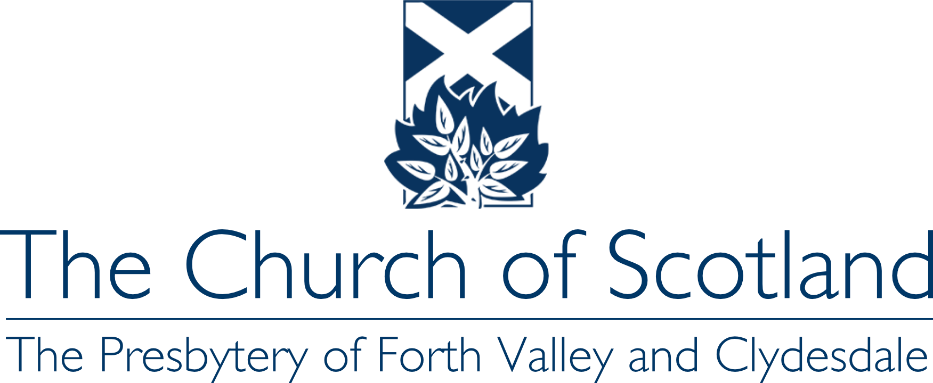 The Church of Scotland
The Presbytery of Forth Valley and Clydesdale